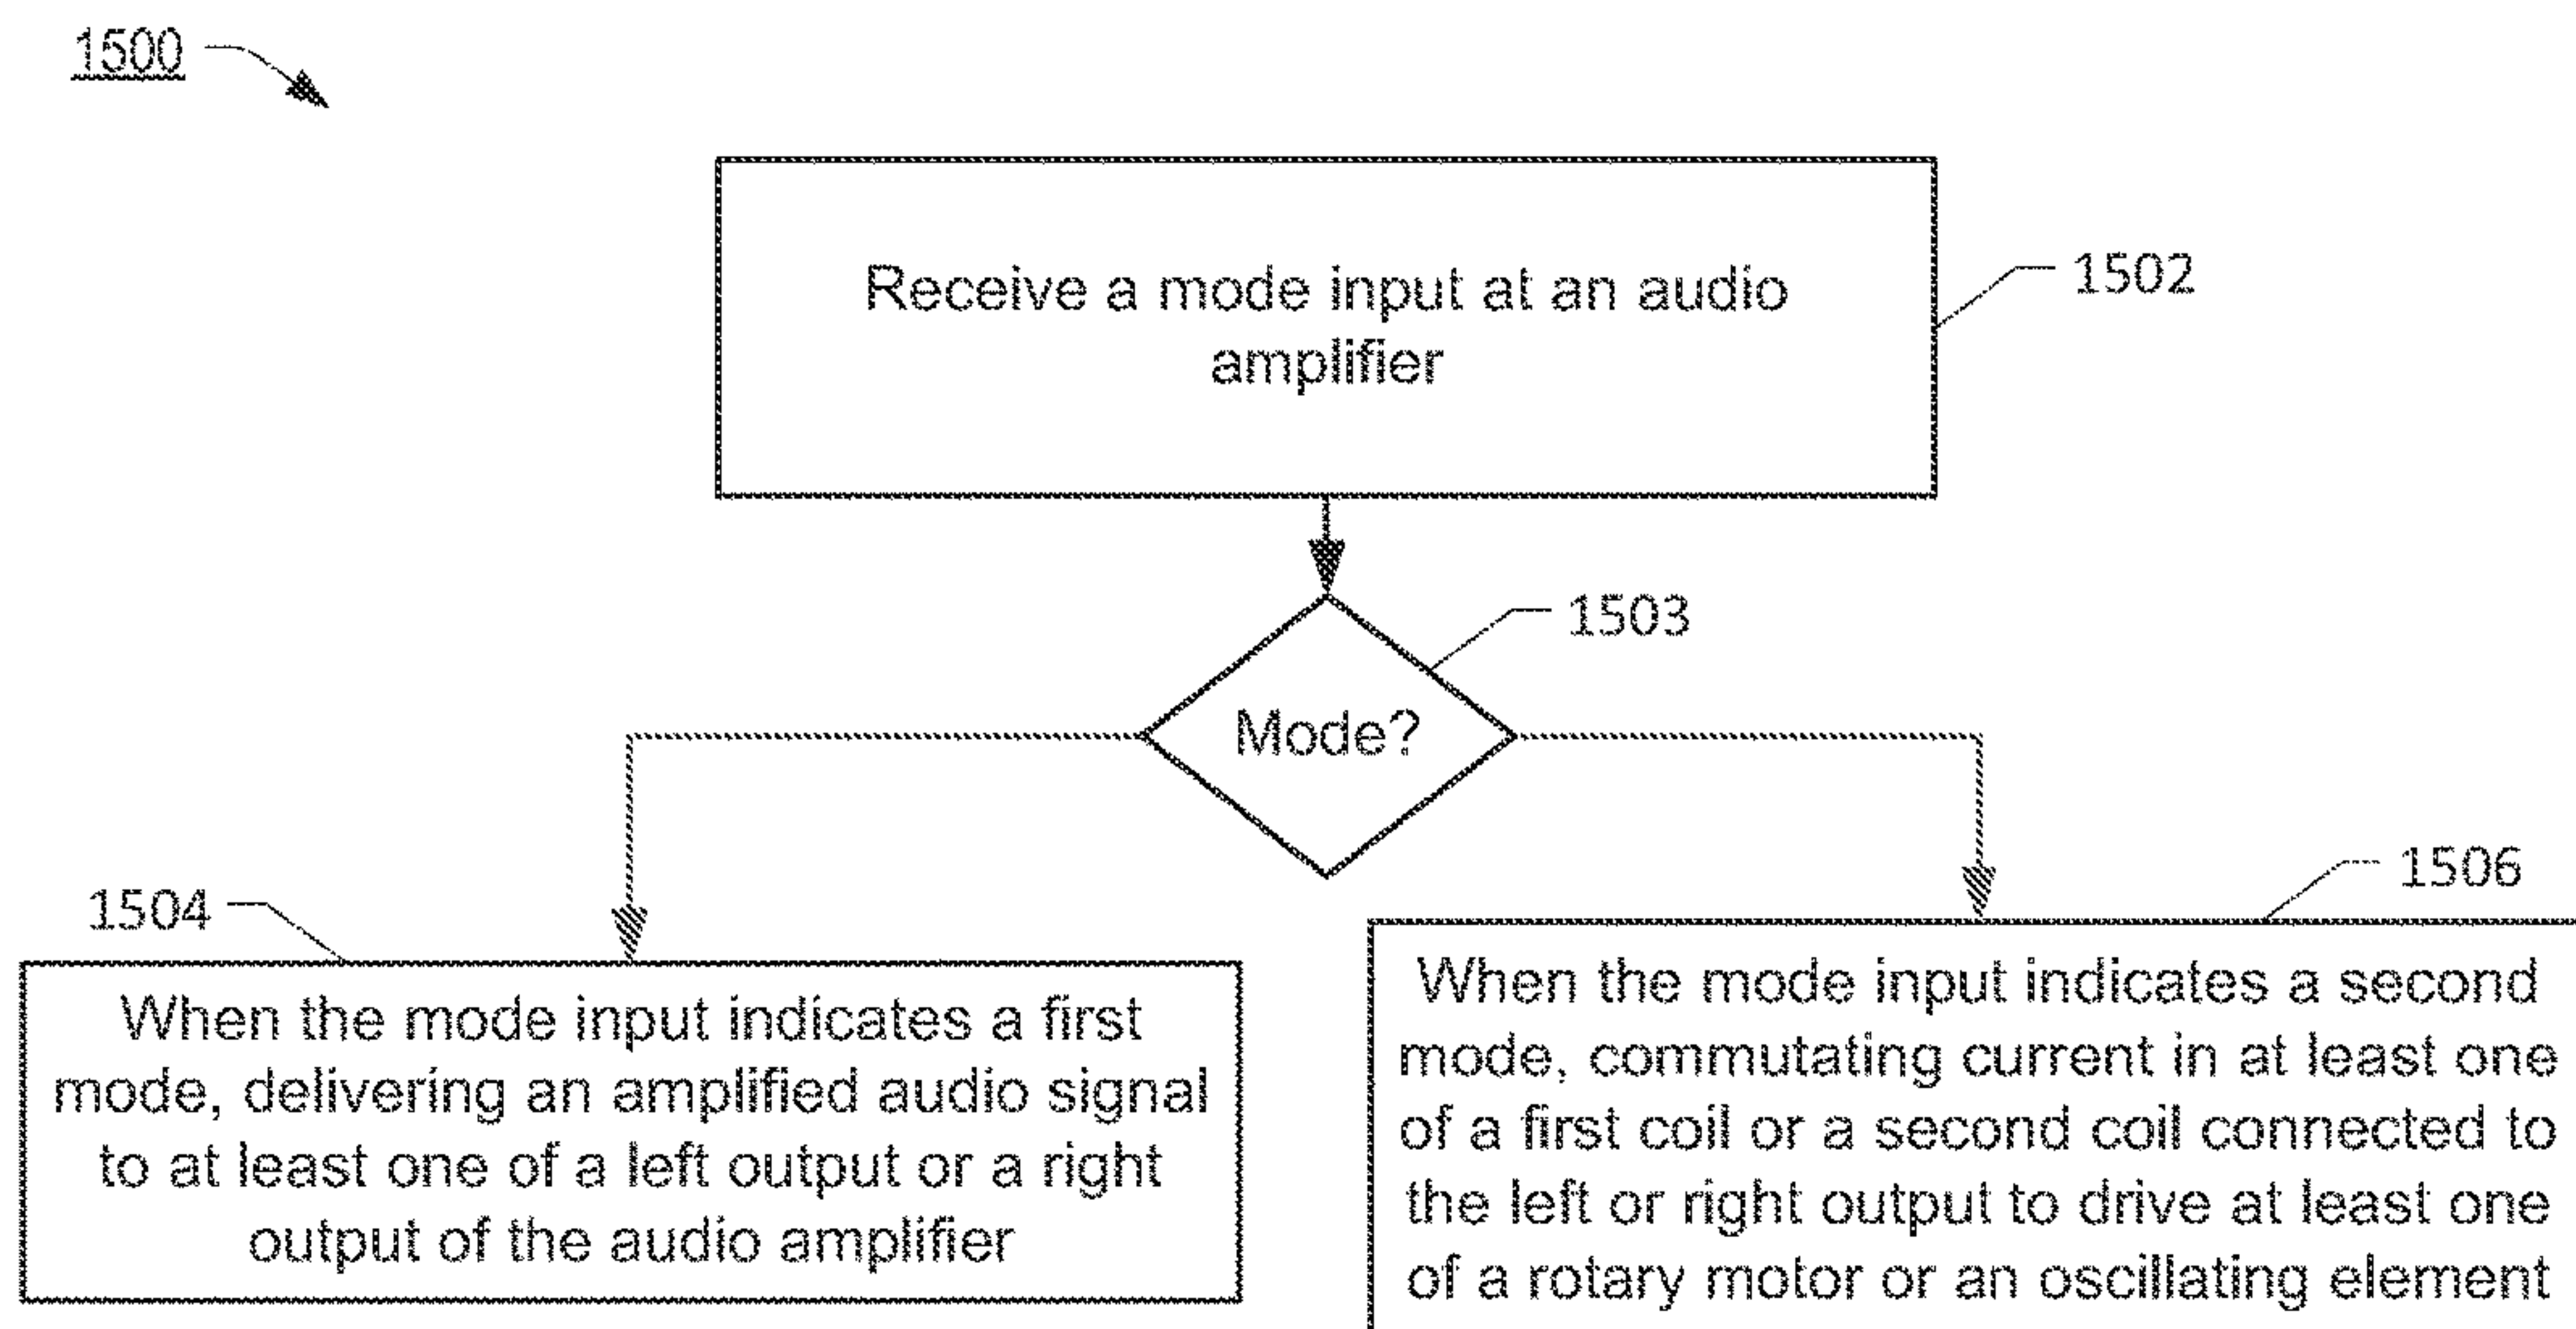 1500
Receive a mode input at an audio
amplifier
1502
1503
Mode?
1504
When the mode input indicates a first
mode, delivering an amplified audio signal
to at least one of a left output or a right
output of the audio amplifier
1506
When the mode input indicates a second
mode, commutating current in at least one
of a first coil or a second coil connected to
the left or right output to drive at least one
of a rotary motor or an oscillating element